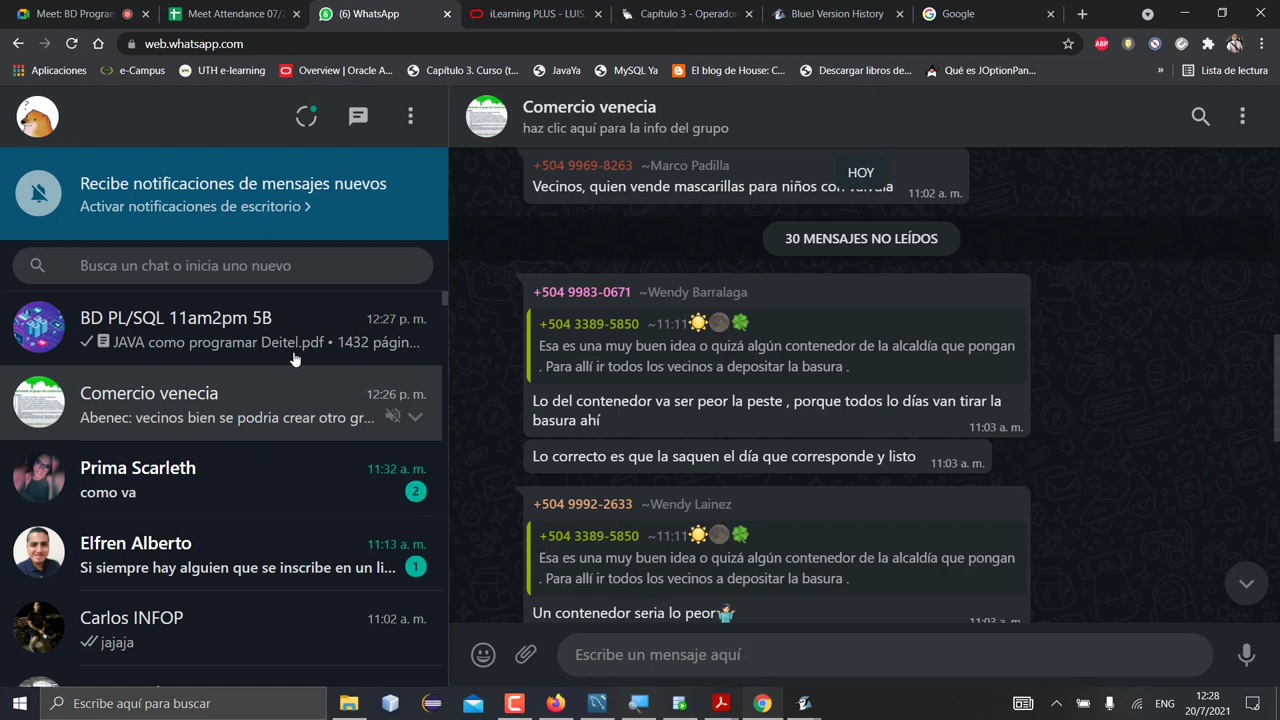 Meet: BD Program
Meet Attendance 07/
(6) WhatsApp
iLearning PLUS - LUIS
Capítulo 3 - Operador
BlueJ Version History
Google
web.whatsapp.com
ABP
Aplicaciones
e-Campus
UTH e-learning
Overview | Oracle A...
Capítulo 3. Curso (t...
JavaYa
MySQL Ya
El blog de House: C...
Descargar libros de...
Qué es JOptionPan...
»
Lista de lectura
Comercio venecia
haz clic aquí para la info del grupo
Recibe notificaciones de mensajes nuevos
Activar notificaciones de escritorio >
Busca un chat o inicia uno nuevo
BD PL/SQL 11am2pm 5B
12:27 p. m.
JAVA como programar Deitel.pdf • 1432 págin...
Comercio venecia
12:26 p. m.
Abenec: vecinos bien se podria crear otro gr...
Prima Scarleth
11:32 a. m.
como va
2
Elfren Alberto
11:13 a. m.
Si siempre hay alguien que se inscribe en un li...
1
Carlos INFOP
11:02 a. m.
jajaja
+504 9969-8263 ~Marco Padilla
HOY
Vecinos, quien vende mascarillas para niños con valvula
11:02 a. m.
30 MENSAJES NO LEÍDOS
+504 9983-0671 ~Wendy Barralaga
+504 3389-5850 ~11:11
Esa es una muy buen idea o quizá algún contenedor de la alcaldía que pongan
. Para allí ir todos los vecinos a depositar la basura .
Lo del contenedor va ser peor la peste , porque todos lo días van tirar la
basura ahí
11:03 a. m.
Lo correcto es que la saquen el día que corresponde y listo
11:03 a. m.
+504 9992-2633 ~Wendy Lainez
+504 3389-5850 ~11:11
Esa es una muy buen idea o quizá algún contenedor de la alcaldía que pongan
. Para allí ir todos los vecinos a depositar la basura .
Un contenedor seria lo peor
11:03 a. m.
Escribe un mensaje aquí
Escribe aquí para buscar
ENG
12:28
20/7/2021